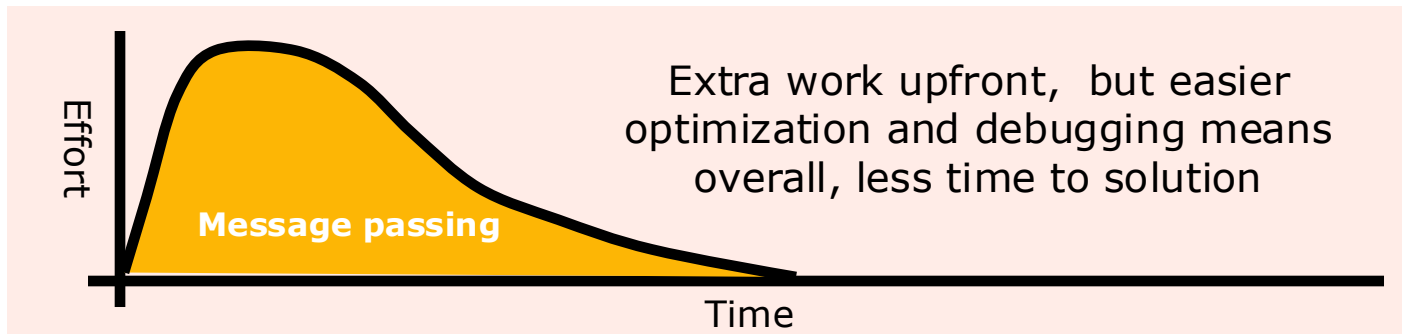 Effort
Extra work upfront, but easier
optimization and debugging means
overall, less time to solution
Message passing
Time